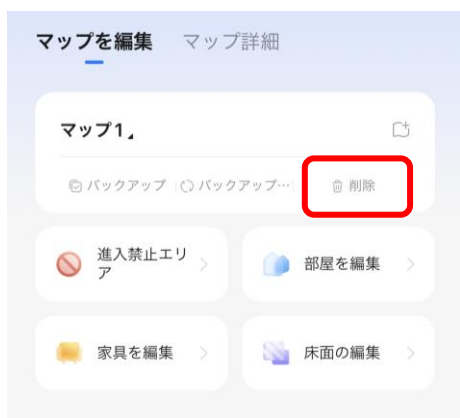 マップを編集 マップ詳細
マップ1
バックアップ バックアップ… 削除
進入禁止エリ
ア
部屋を編集
家具を編集 床面の編集